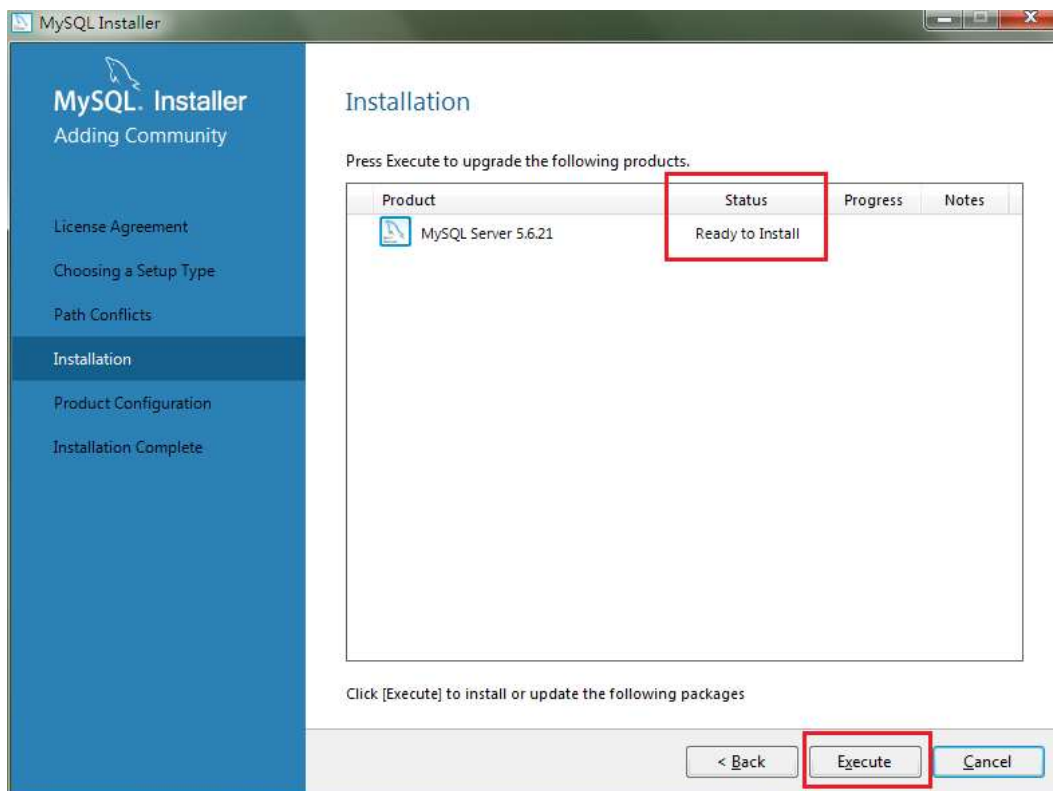 MySQL Installer
MySQL. Installer
Adding Community
License Agreement
Choosing a Setup Type
Path Conflicts
Installation
Product Configuration
Installation Complete
Installation
Press Execute to upgrade the following products.
Product Status Progress Notes
MySQL Server 5.6.21 Ready to Install
Click [Execute] to install or update the following packages
< Back Execute Cancel